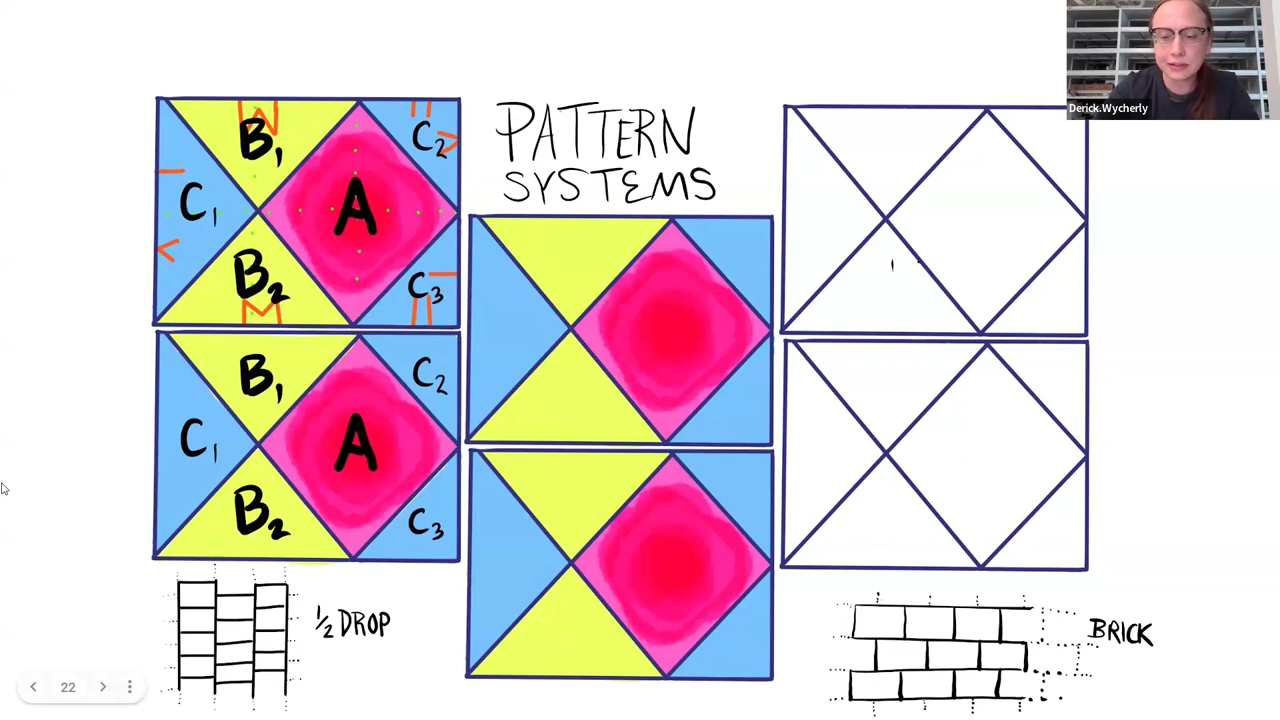 Derick.Wycherly
PATTERN
SYSTEMS
B1
C2
C1
A
B2
C3
B1
C2
C1
A
B2
C3
1/2 DROP
BRICK
22